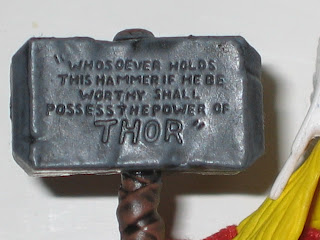 "WHOSOEVER HOLDS
THIS HAMMER IF HE BE
WORTHY SHALL
POSSESS THE POWER OF
THOR"